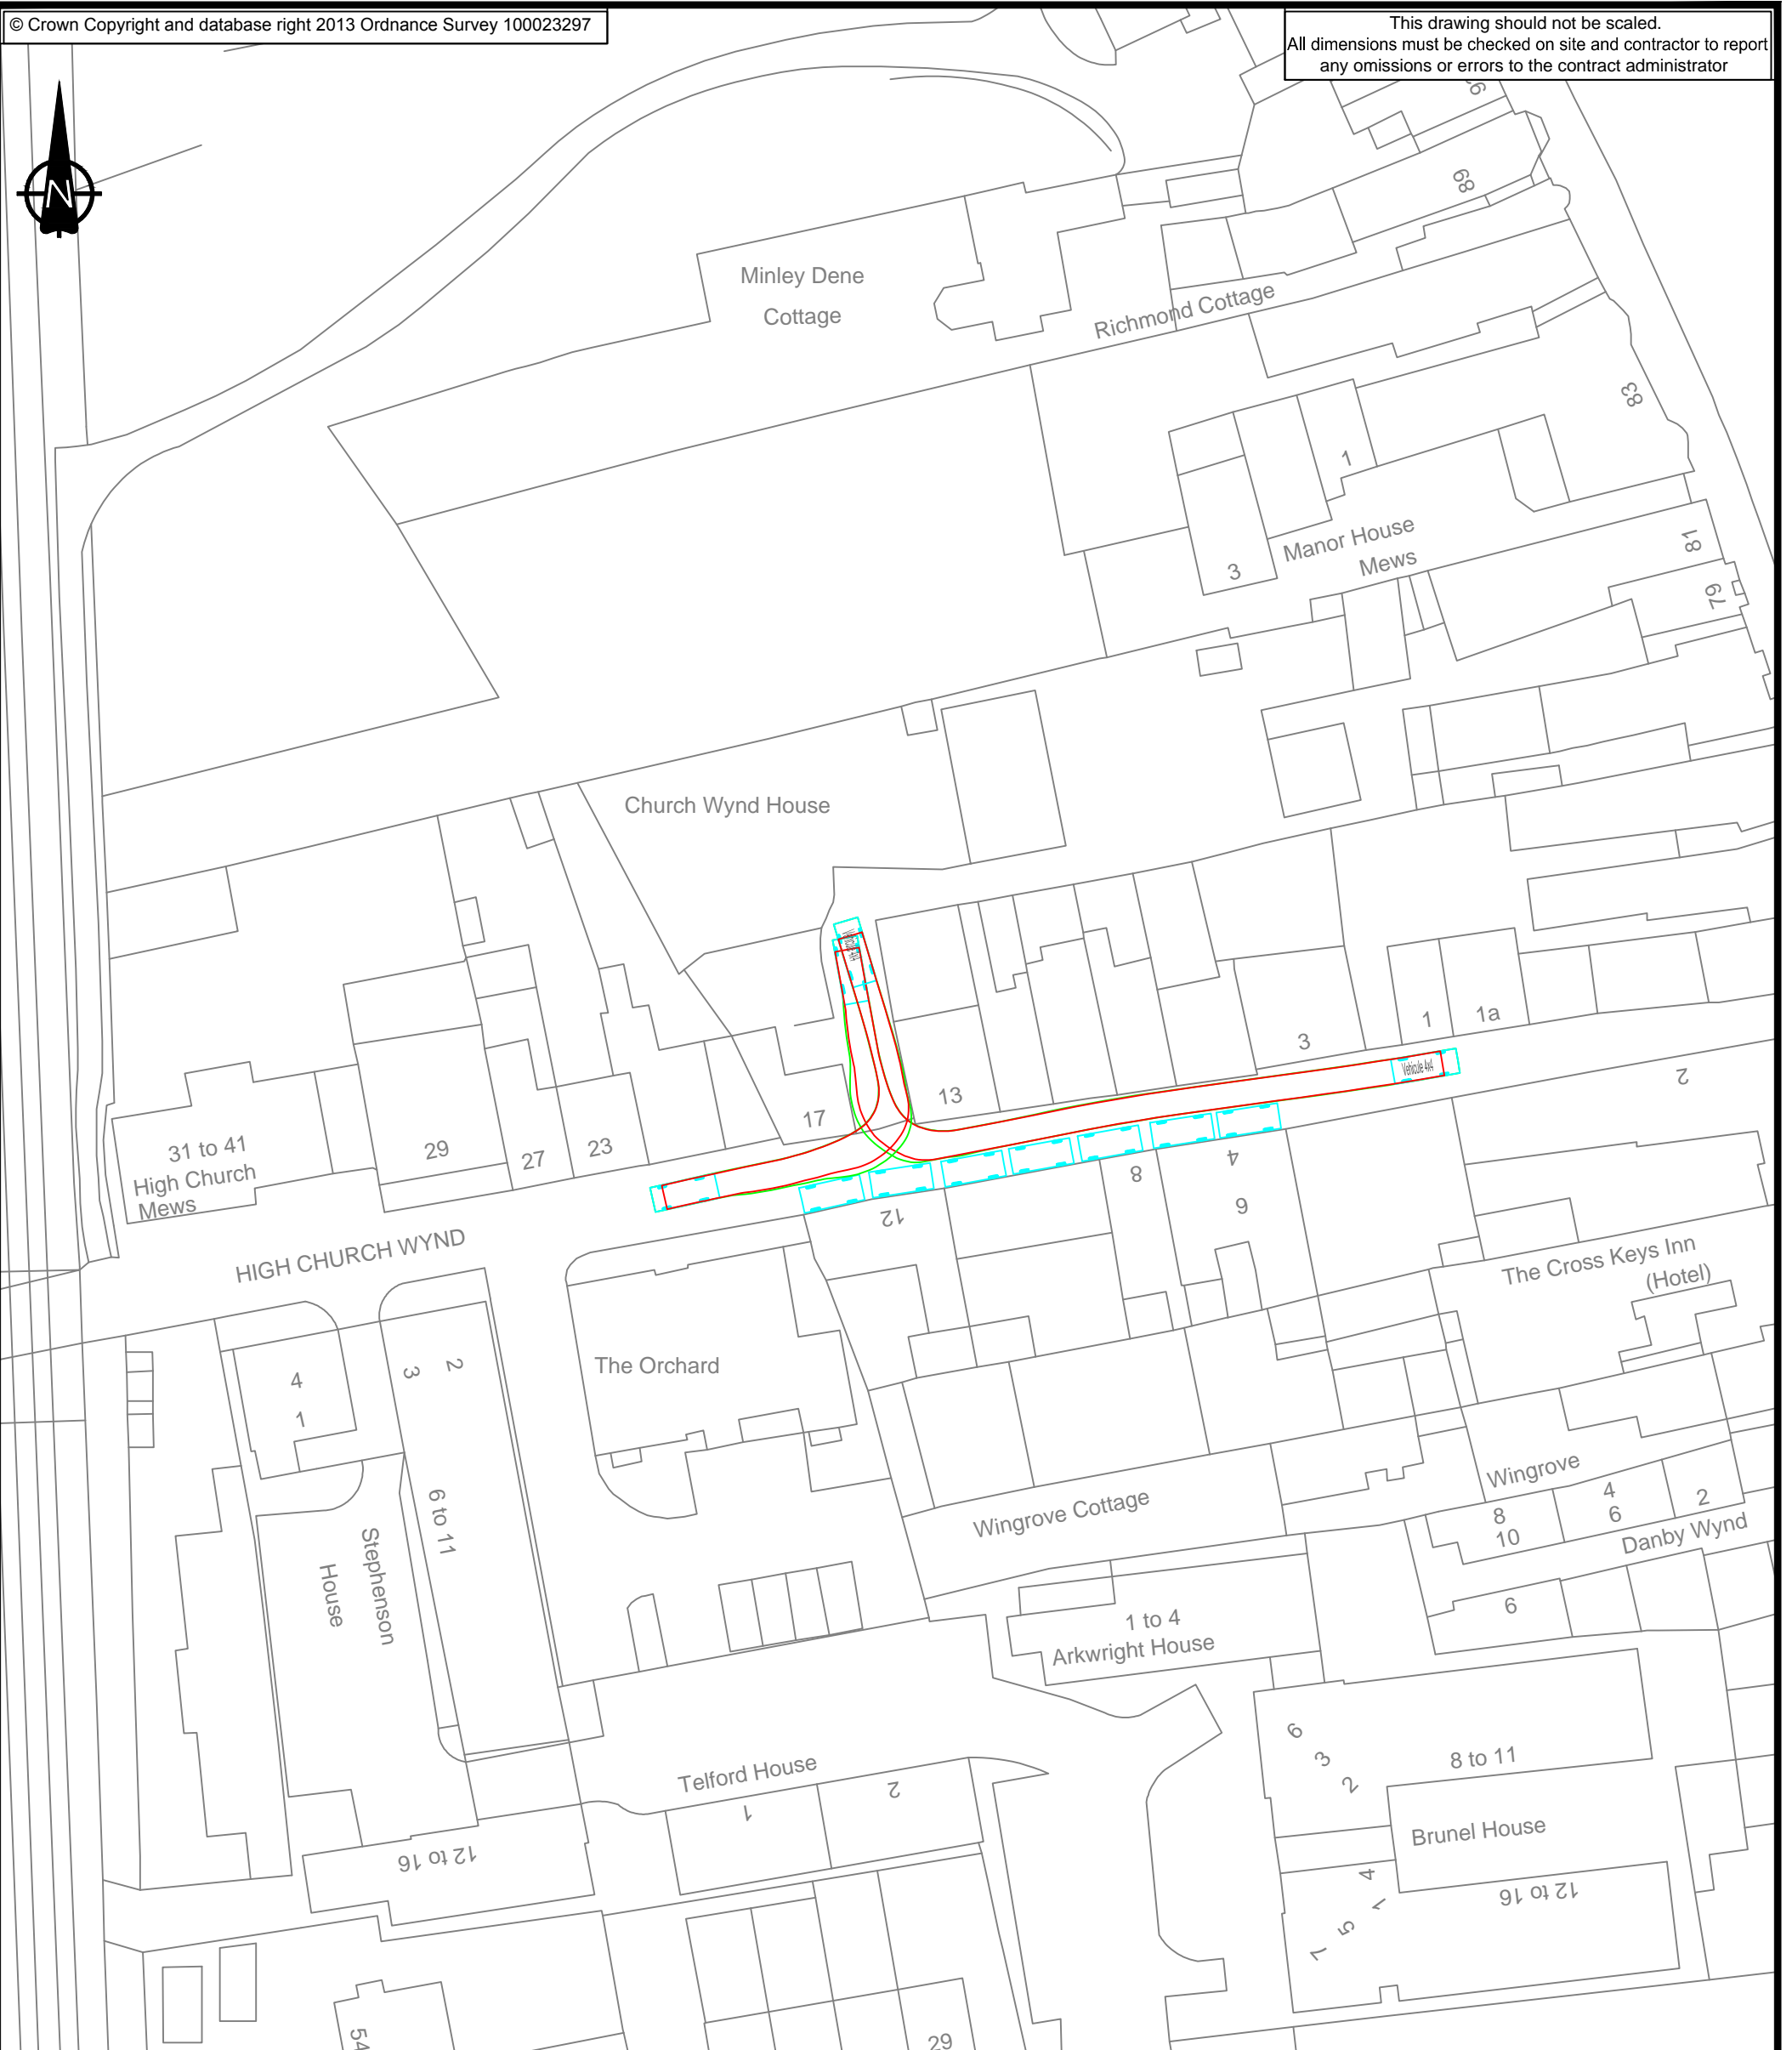 © Crown Copyright and database right 2013 Ordnance Survey 100023297
This drawing should not be scaled.
All dimensions must be checked on site and contractor to report
any omissions or errors to the contract administrator
N
89
Minley Dene
Cottage
Richmond Cottage
83
1
Manor House
Mews
3
81
79
Church Wynd House
1
1a
3
13
17
Vehicule 4x4
2
31 to 41
High Church
Mews
29
27
23
4
8
6
12
HIGH CHURCH WYND
The Cross Keys Inn
(Hotel)
The Orchard
4
1
3
2
6 to 11
Stephenson
House
Wingrove Cottage
Wingrove
8
10
4
6
2
Danby Wynd
6
1 to 4
Arkwright House
Telford House
1
2
12 to 16
6
3
2
8 to 11
Brunel House
4
1
5
7
12 to 16
54
29